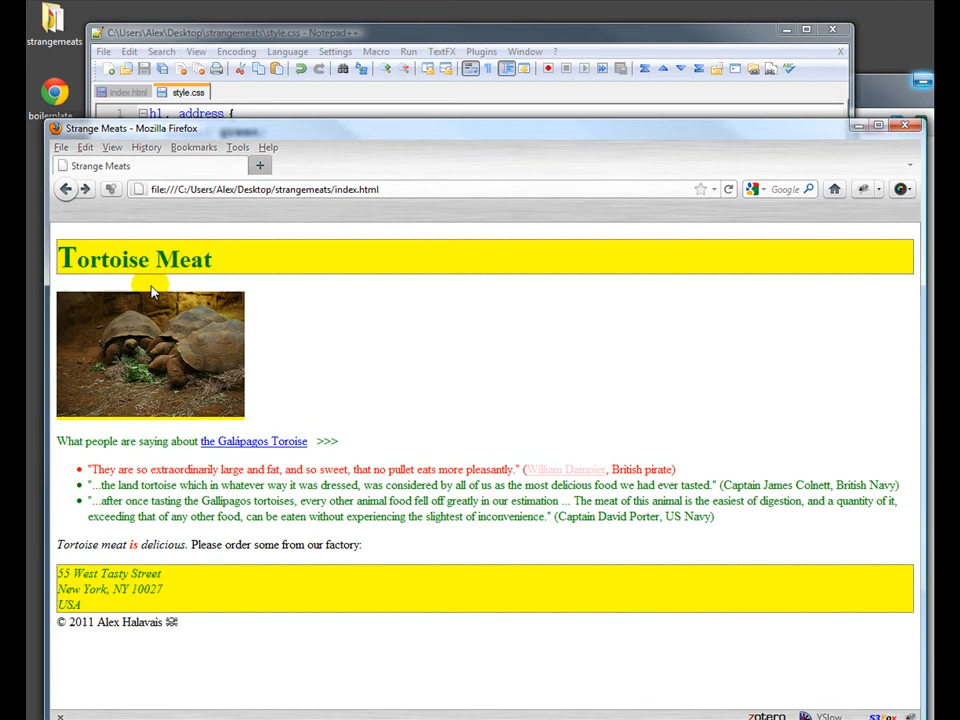 strangemeats
C:\Users\Alex\Desktop\strangemeats\style.css - Notepad++
File Edit Search View Encoding Language Settings Macro Run TextFX Plugins Window ?
X
index.html style.css
1 h1, address {
Strange Meats - Mozilla Firefox
File Edit View History Bookmarks Tools Help
Strange Meats
file:///C:/Users/Alex/Desktop/strangemeats/index.html
Google
Tortoise Meat
What people are saying about the Galápagos Toroise >>>
• "They are so extraordinarily large and fat, and so sweet, that no pullet eats more pleasantly." (William Dampier, British pirate)
• "...the land tortoise which in whatever way it was dressed, was considered by all of us as the most delicious food we had ever tasted." (Captain James Colnett, British Navy)
• "...after once tasting the Gallipagos tortoises, every other animal food fell off greatly in our estimation ... The meat of this animal is the easiest of digestion, and a quantity of it,
exceeding that of any other food, can be eaten without experiencing the slightest of inconvenience." (Captain David Porter, US Navy)
Tortoise meat is delicious. Please order some from our factory:
55 West Tasty Street
New York, NY 10027
USA
© 2011 Alex Halavais
zotero YSlow